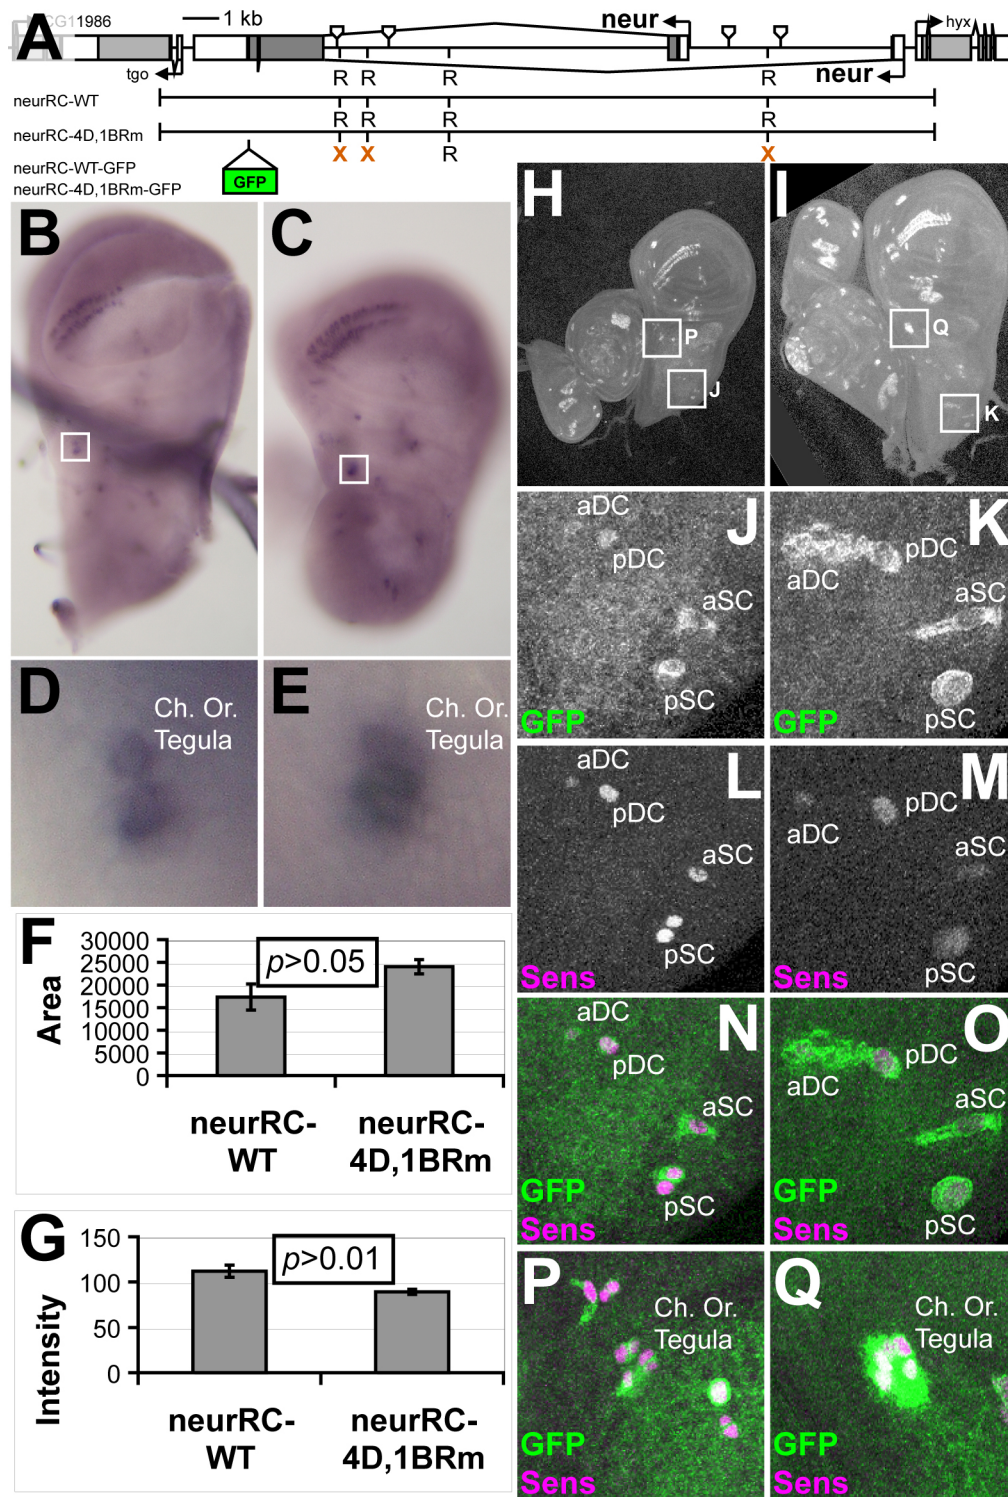 A
CG11986
1 kb
neur
hyx
tgo
neur
R R R R
neurRC-WT
R R R R
neurRC-4D,1BRm
X X R X
neurRC-WT-GFP
neurRC-4D,1BRm-GFP
GFP
B
C
H
P
J
I
Q
K
D
Ch. Or.
Tegula
E
Ch. Or.
Tegula
J
aDC
pDC
aSC
pSC
GFP
K
pDC
aDC
aSC
pSC
GFP
L
aDC
pDC
aSC
pSC
Sens
M
pDC
aDC
aSC
pSC
Sens
F
Area
30000
25000
20000
15000
10000
5000
0
p>0.05
neurRC-
WT
neurRC-
4D,1BRm
G
Intensity
150
100
50
0
p>0.01
neurRC-
WT
neurRC-
4D,1BRm
N
aDC
pDC
aSC
pSC
GFP
Sens
O
pDC
aDC
aSC
pSC
GFP
Sens
P
Ch. Or.
Tegula
GFP
Sens
Q
Ch. Or.
Tegula
GFP
Sens